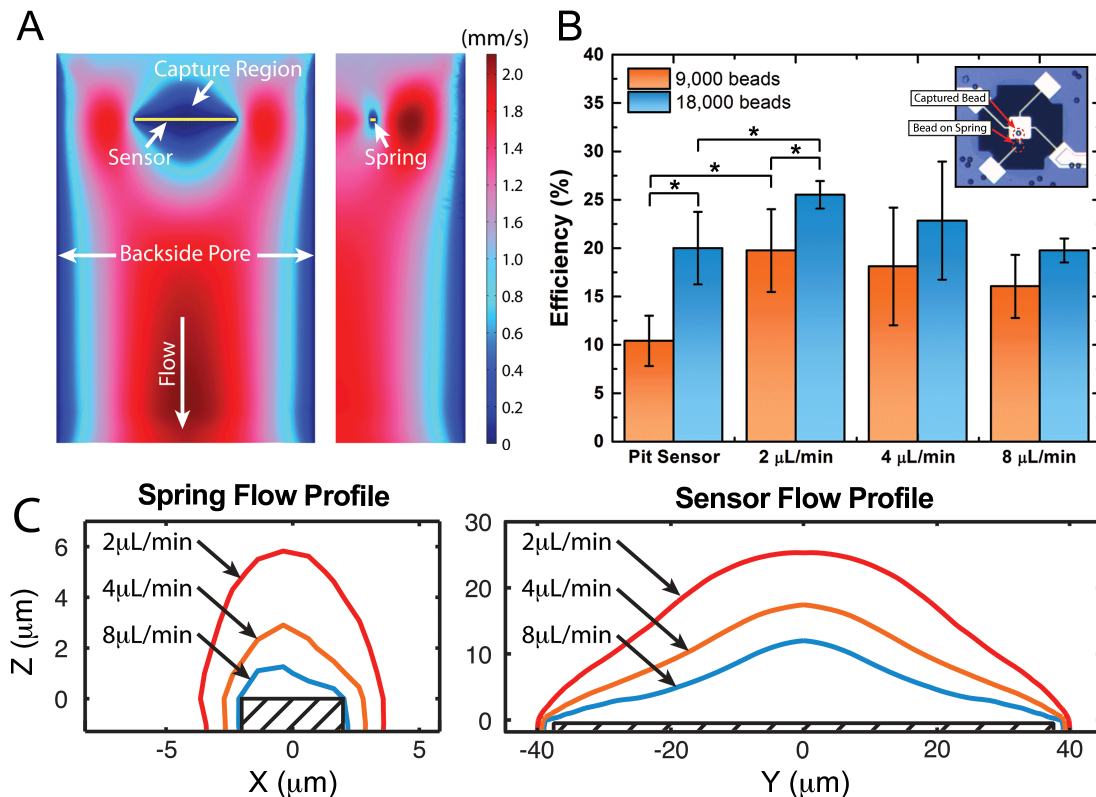 A
(mm/s)
Capture Region
Sensor
Spring
Backside Pore
Flow
2.0
1.8
1.6
1.4
1.2
1.0
0.8
0.6
0.4
0.2
0
B
Efficiency (%)
40
35
30
25
20
15
10
5
0
9,000 beads
18,000 beads
Captured Bead
Bead on Spring
*
*
*
*
Pit Sensor
2 μL/min
4 μL/min
8 μL/min
C
Spring Flow Profile
2μL/min
4μL/min
8μL/min
Z (μm)
6
4
2
0
-5
0
5
X (μm)
Sensor Flow Profile
2μL/min
4μL/min
8μL/min
30
20
10
0
-40
-20
0
20
40
Y (μm)